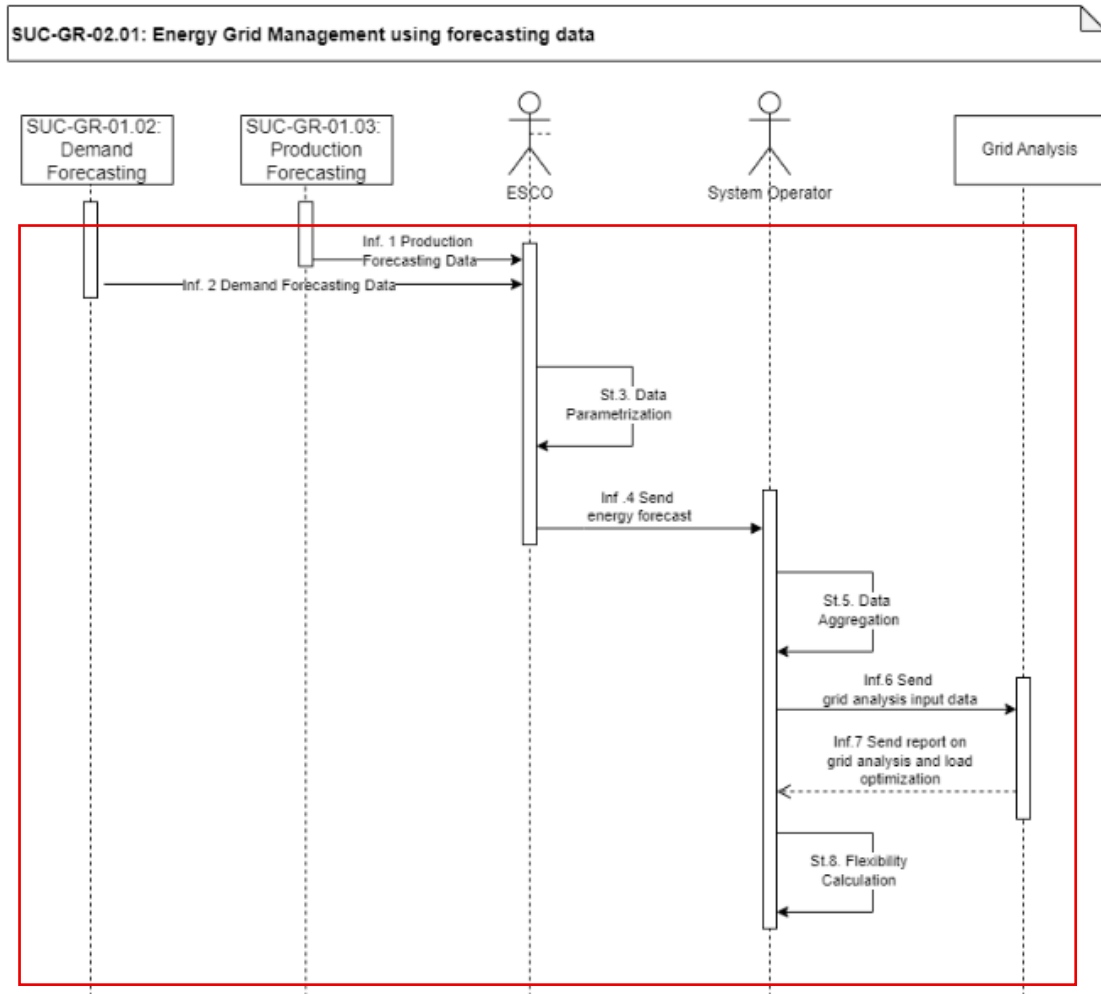 SUC-GR-02.01: Energy Grid Management using forecasting data
SUC-GR-01.02:
Demand
Forecasting
SUC-GR-01.03:
Production
Forecasting
ESCO
System Operator
Grid Analysis
Inf. 1 Production
Forecasting Data
Inf. 2 Demand Forecasting Data
St.3. Data
Parametrization
Inf .4 Send
energy forecast
St.5. Data
Aggregation
Inf.6 Send
grid analysis input data
Inf.7 Send report on
grid analysis and load
optimization
St.8. Flexibility
Calculation